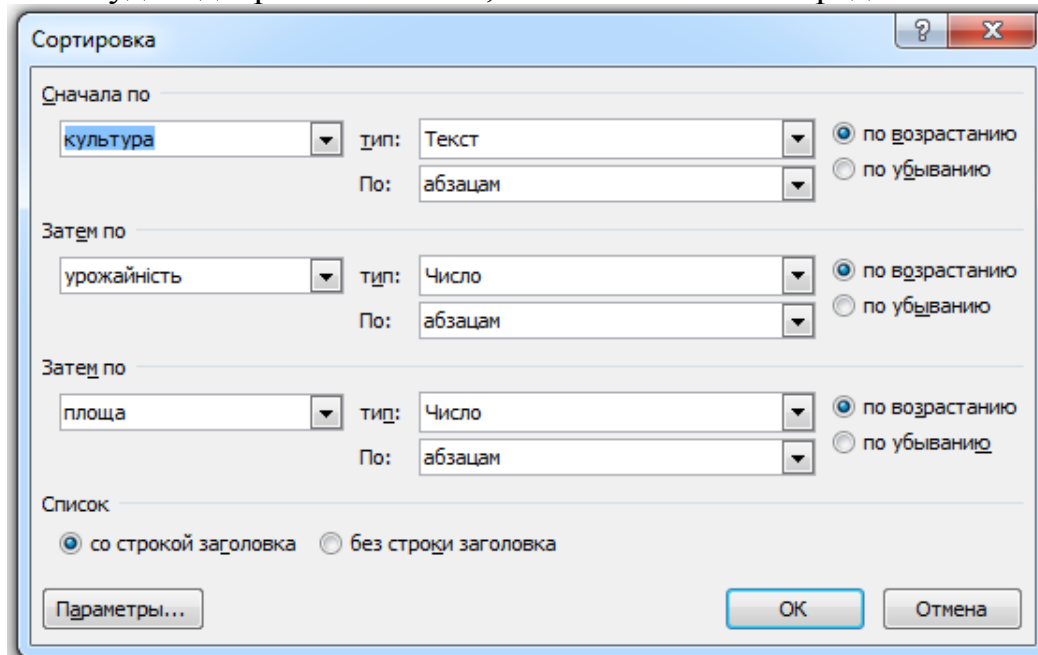 Сортировка
Сначала по
культура тип: Текст по возрастанию
По: абзацам по убыванию
Затем по
урожайність тип: Число по возрастанию
По: абзацам по убыванию
Затем по
площа тип: Число по возрастанию
По: абзацам по убыванию
Список
со строкой заголовка без строки заголовка
Параметры... ОК Отмена